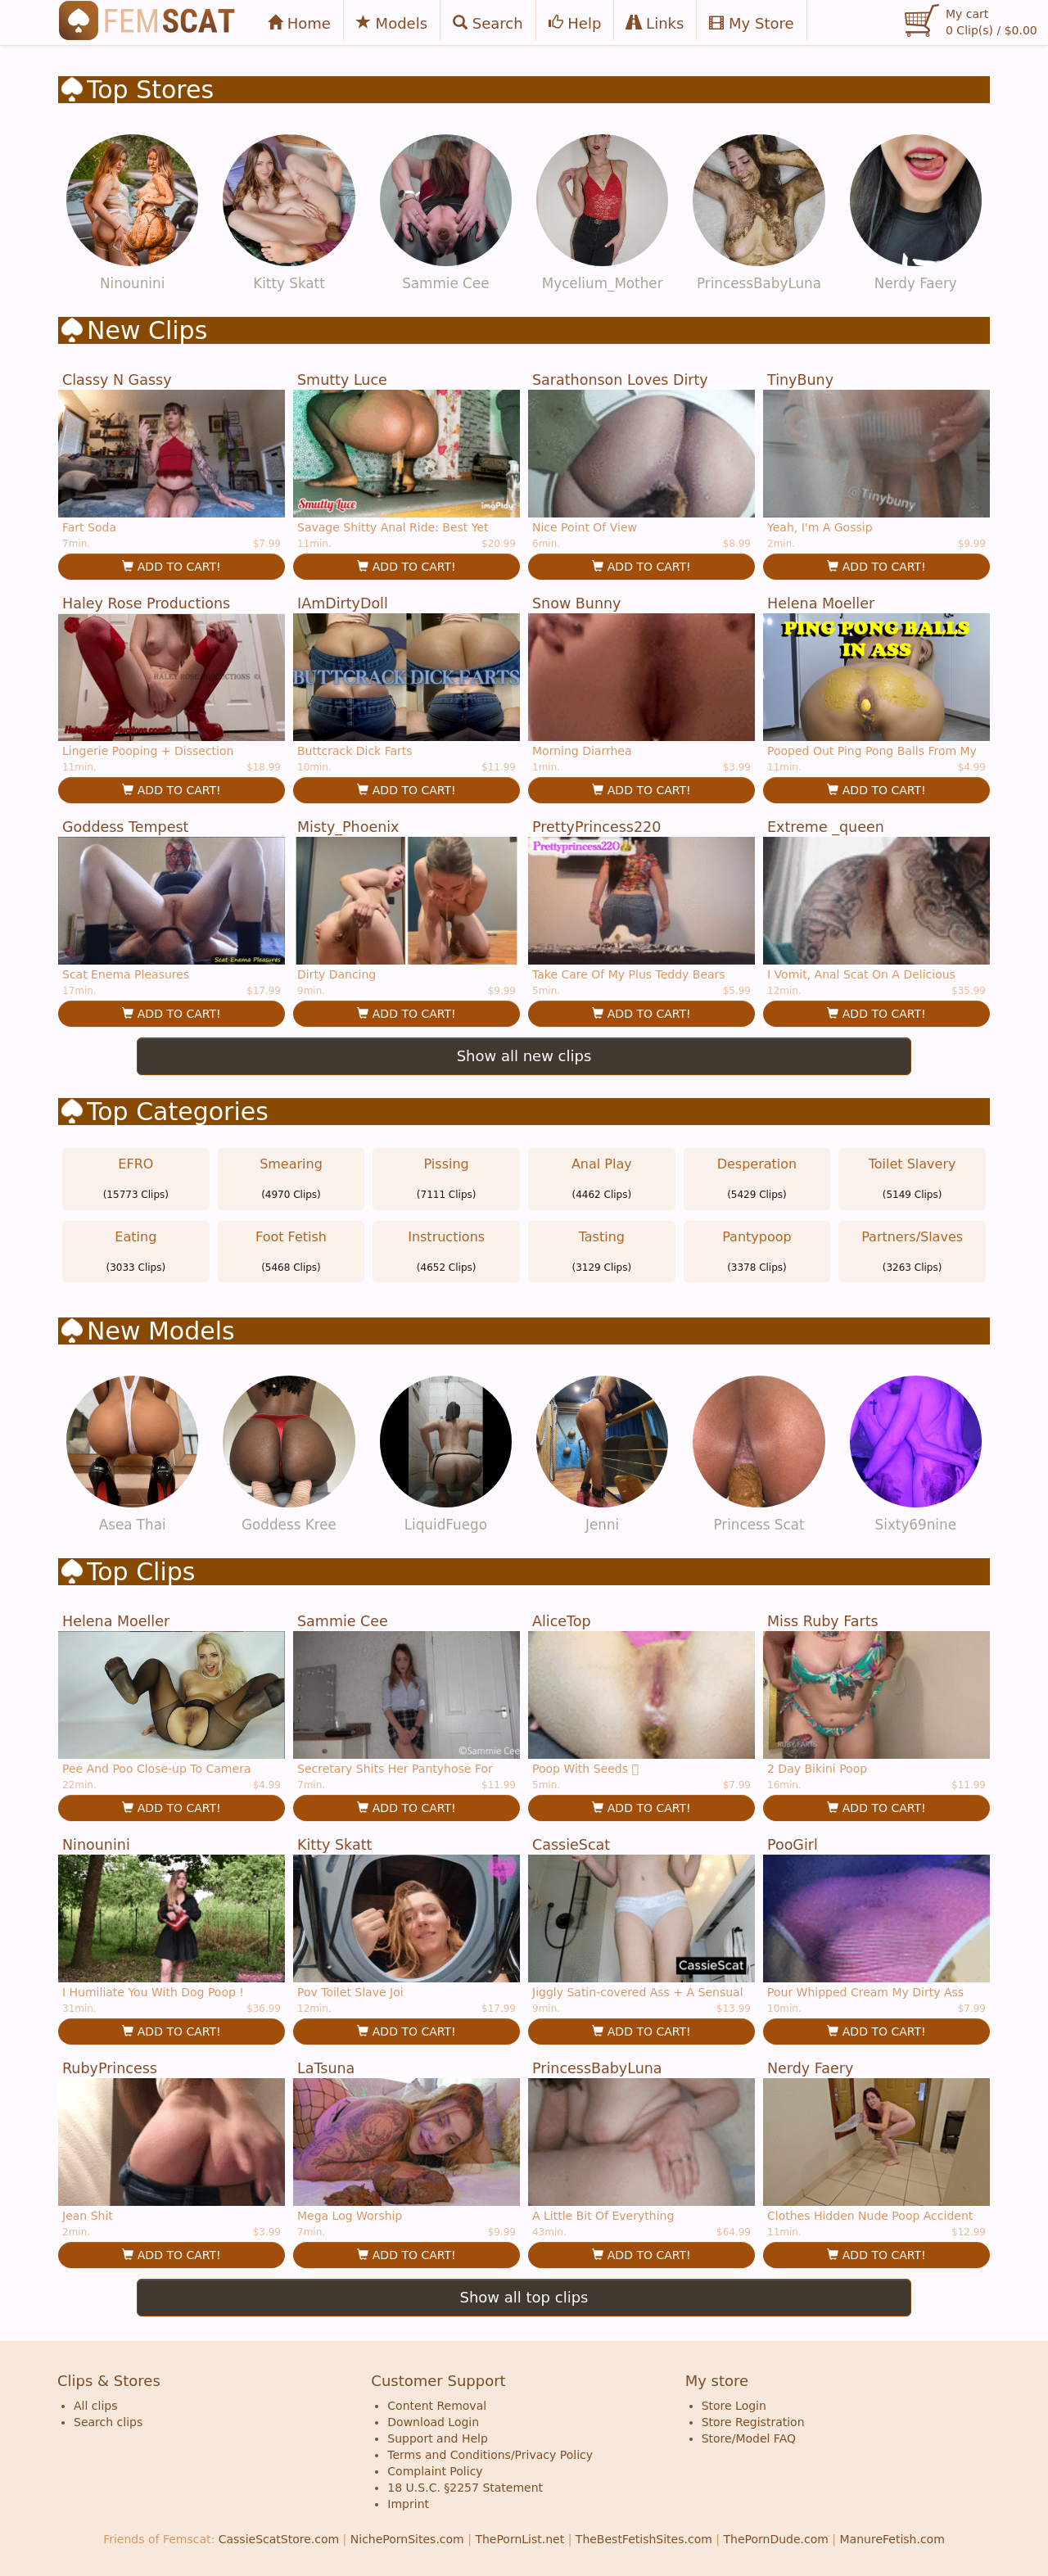 FEMSCAT
Home
Models
Search
Help
Links
My Store
My cart
0 Clip(s) / $0.00
Top Stores
Ninounini
Kitty Skatt
Sammie Cee
Mycelium_Mother
PrincessBabyLuna
Nerdy Faery
New Clips
Classy N Gassy
Fart Soda
7min. $7.99
ADD TO CART!
Smutty Luce
Smutty Luce
imgPlay
Savage Shitty Anal Ride: Best Yet
11min. $20.99
ADD TO CART!
Sarathonson Loves Dirty
Nice Point Of View
6min. $8.99
ADD TO CART!
TinyBuny
@Tinybuny
Yeah, I'm A Gossip
2min. $9.99
ADD TO CART!
Haley Rose Productions
HALEY ROSE PRODUCTIONS ©
Lingerie Pooping + Dissection
11min. $18.99
ADD TO CART!
IAmDirtyDoll
BUTTCRACK DICK FARTS
Buttcrack Dick Farts
10min. $11.99
ADD TO CART!
Snow Bunny
Morning Diarrhea
1min. $3.99
ADD TO CART!
Helena Moeller
PING PONG BALLS
IN ASS
Pooped Out Ping Pong Balls From My
11min. $4.99
ADD TO CART!
Goddess Tempest
Scat Enema Pleasures
Scat Enema Pleasures
17min. $17.99
ADD TO CART!
Misty_Phoenix
Dirty Dancing
9min. $9.99
ADD TO CART!
PrettyPrincess220
Prettyprincess220
Take Care Of My Plus Teddy Bears
5min. $5.99
ADD TO CART!
Extreme _queen
I Vomit, Anal Scat On A Delicious
12min. $35.99
ADD TO CART!
Show all new clips
Top Categories
EFRO
(15773 Clips)
Smearing
(4970 Clips)
Pissing
(7111 Clips)
Anal Play
(4462 Clips)
Desperation
(5429 Clips)
Toilet Slavery
(5149 Clips)
Eating
(3033 Clips)
Foot Fetish
(5468 Clips)
Instructions
(4652 Clips)
Tasting
(3129 Clips)
Pantypoop
(3378 Clips)
Partners/Slaves
(3263 Clips)
New Models
Asea Thai
Goddess Kree
LiquidFuego
Jenni
Princess Scat
Sixty69nine
Top Clips
Helena Moeller
Pee And Poo Close-up To Camera
22min. $4.99
ADD TO CART!
Sammie Cee
©Sammie Cee
Secretary Shits Her Pantyhose For
7min. $11.99
ADD TO CART!
AliceTop
Poop With Seeds
5min. $7.99
ADD TO CART!
Miss Ruby Farts
RUBY FARTS
2 Day Bikini Poop
16min. $11.99
ADD TO CART!
Ninounini
I Humiliate You With Dog Poop !
31min. $36.99
ADD TO CART!
Kitty Skatt
Pov Toilet Slave Joi
12min. $17.99
ADD TO CART!
CassieScat
CassieScat
Jiggly Satin-covered Ass + A Sensual
9min. $13.99
ADD TO CART!
PooGirl
Pour Whipped Cream My Dirty Ass
10min. $7.99
ADD TO CART!
RubyPrincess
Jean Shit
2min. $3.99
ADD TO CART!
LaTsuna
Mega Log Worship
7min. $9.99
ADD TO CART!
PrincessBabyLuna
A Little Bit Of Everything
43min. $64.99
ADD TO CART!
Nerdy Faery
Clothes Hidden Nude Poop Accident
11min. $12.99
ADD TO CART!
Show all top clips
Clips & Stores
All clips
Search clips
Customer Support
Content Removal
Download Login
Support and Help
Terms and Conditions/Privacy Policy
Complaint Policy
18 U.S.C. §2257 Statement
Imprint
My store
Store Login
Store Registration
Store/Model FAQ
Friends of Femscat: CassieScatStore.com | NichePornSites.com | ThePornList.net | TheBestFetishSites.com | ThePornDude.com | ManureFetish.com